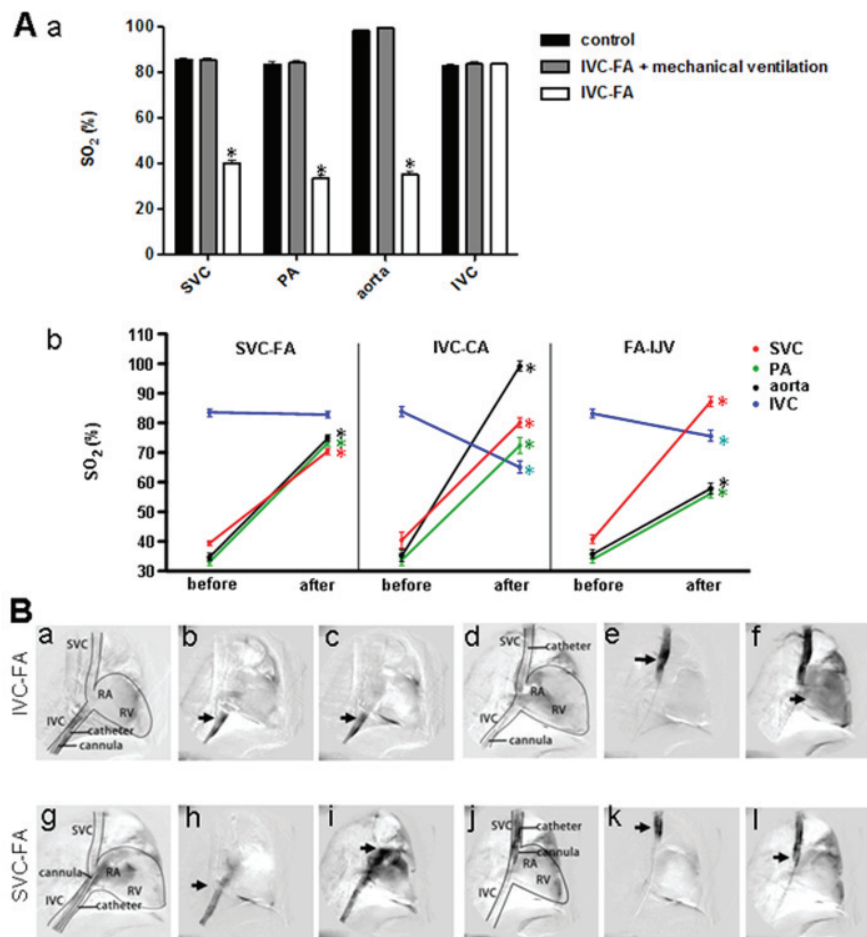 A a
100
80
60
40
20
0
SO2 (%)
* * *
SVC PA aorta IVC
control
IVC-FA + mechanical ventilation
IVC-FA
b
110
100
90
80
70
60
50
40
30
SO2 (%)
SVC-FA IVC-CA FA-IJV
* * *
* * * *
* * * *
before after before after before after
SVC
PA
aorta
IVC
B
IVC-FA
a b c d e f
SVC
RA
RV
IVC
catheter
cannula
SVC
catheter
RA
RV
IVC
cannula
SVC-FA
g h i j k l
SVC
cannula
RA
RV
IVC
catheter
SVC
catheter
cannula
RA
RV
IVC